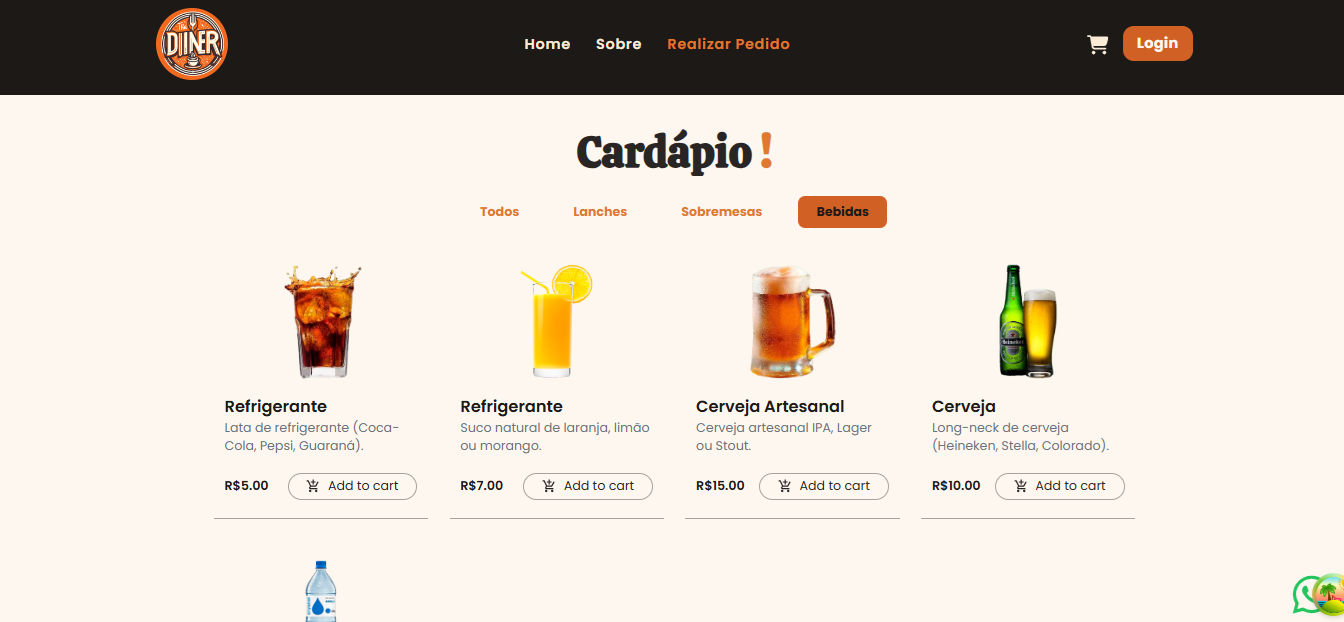 DINER
Home Sobre Realizar Pedido
Login
Cardápio !
Todos Lanches Sobremesas Bebidas
Heineken
Refrigerante
Lata de refrigerante (Coca-
Cola, Pepsi, Guaraná).
R$5.00 Add to cart
Refrigerante
Suco natural de laranja, limão
ou morango.
R$7.00 Add to cart
Cerveja Artesanal
Cerveja artesanal IPA, Lager
ou Stout.
R$15.00 Add to cart
Cerveja
Long-neck de cerveja
(Heineken, Stella, Colorado).
R$10.00 Add to cart